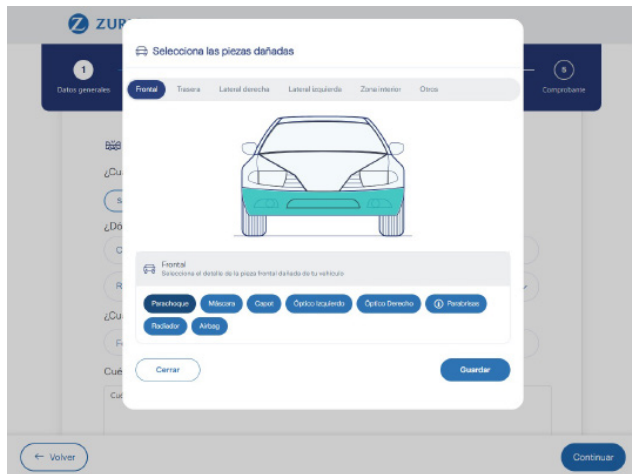 ZUR
Selecciona las piezas dañadas
1
5
Datos generales
Comprobante
Frontal Trasera Lateral derecha Lateral izquierda Zona interior Otros
¿Cu
¿Dó
C
R
¿Cu
Cué
Frontal
Selecciona el detalle de la pieza frontal dañada de tu vehículo
Parachoque Máscara Capot Óptico Izquierdo Óptico Derecho Parabrisas
Radiador Airbag
Cerrar Guardar
← Volver Continuar